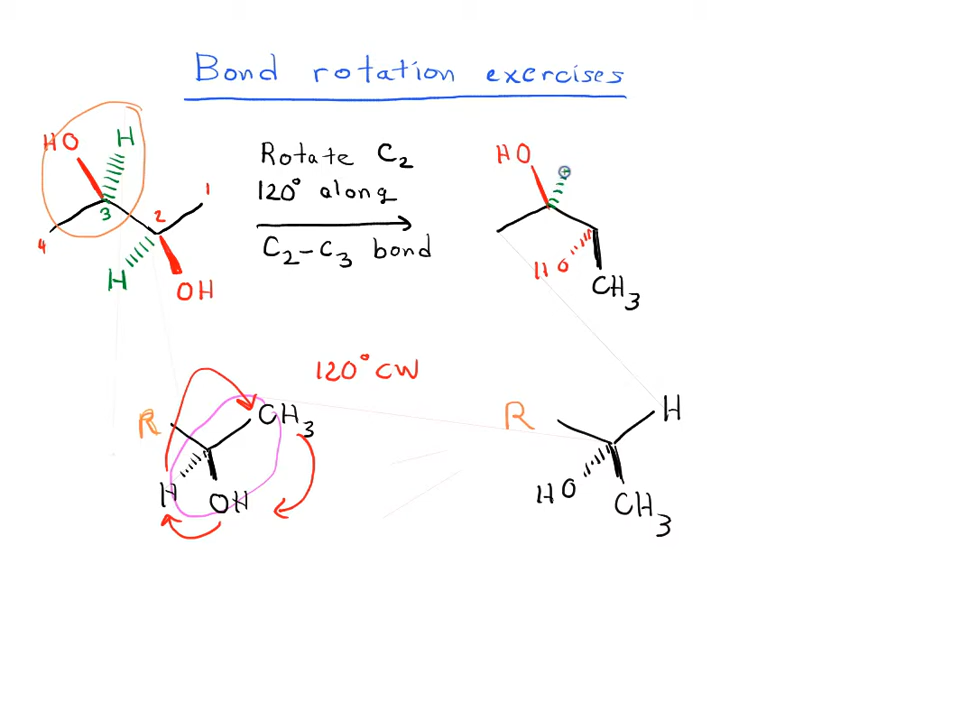 Bond rotation exercises
HO H
3 2 1
4
H
OH
Rotate C2
120° along
C2-C3 bond
HO
HO
CH3
120° CW
R CH3
H OH
R H
HO
CH3